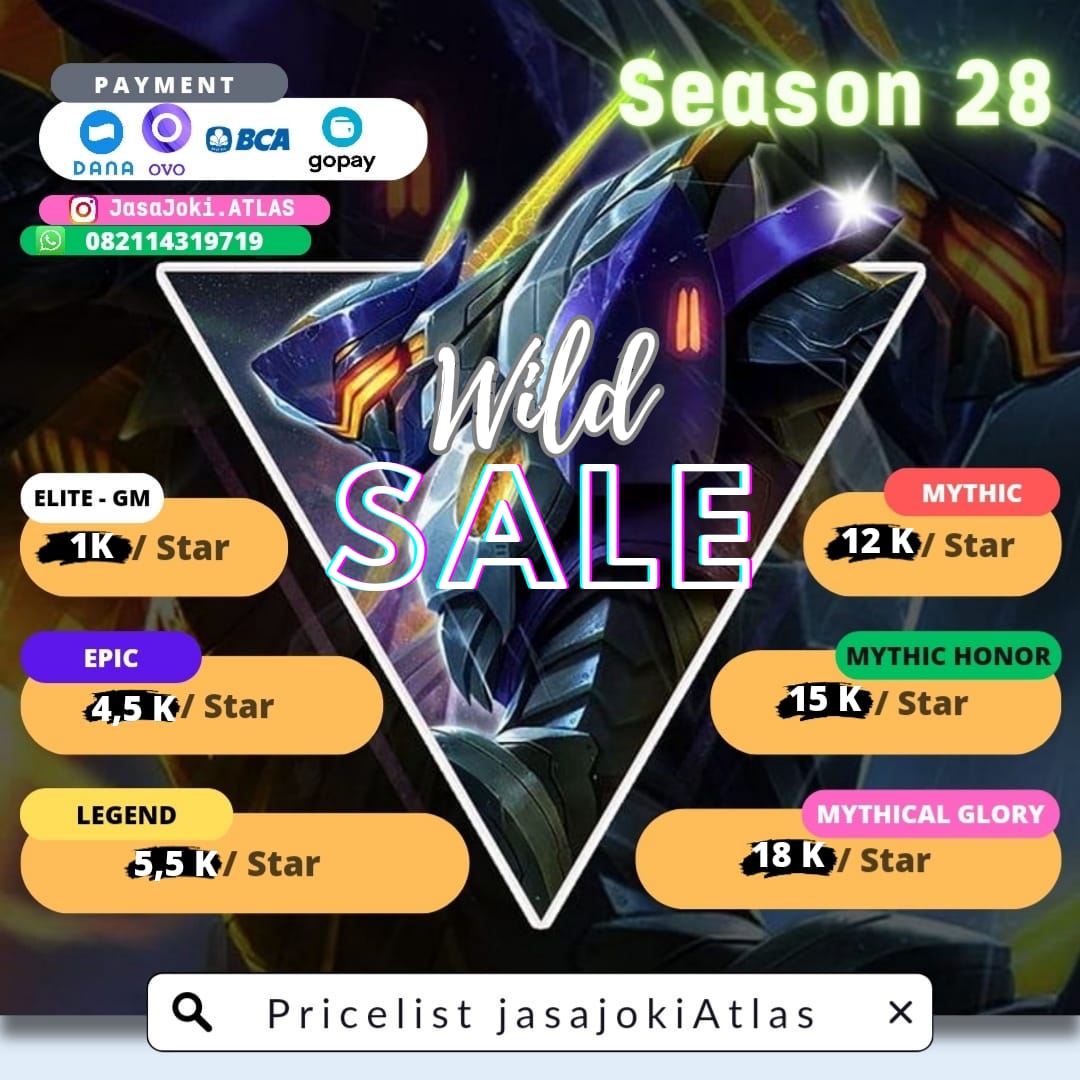 PAYMENT
Season 28
DANA
OVO
BCA
gopay
JasaJoki.ATLAS
082114319719
Wild
SALE
ELITE - GM
1K / Star
EPIC
4,5 K / Star
LEGEND
5,5 K / Star
MYTHIC
12 K / Star
MYTHIC HONOR
15 K / Star
MYTHICAL GLORY
18 K / Star
Pricelist jasajokiAtlas